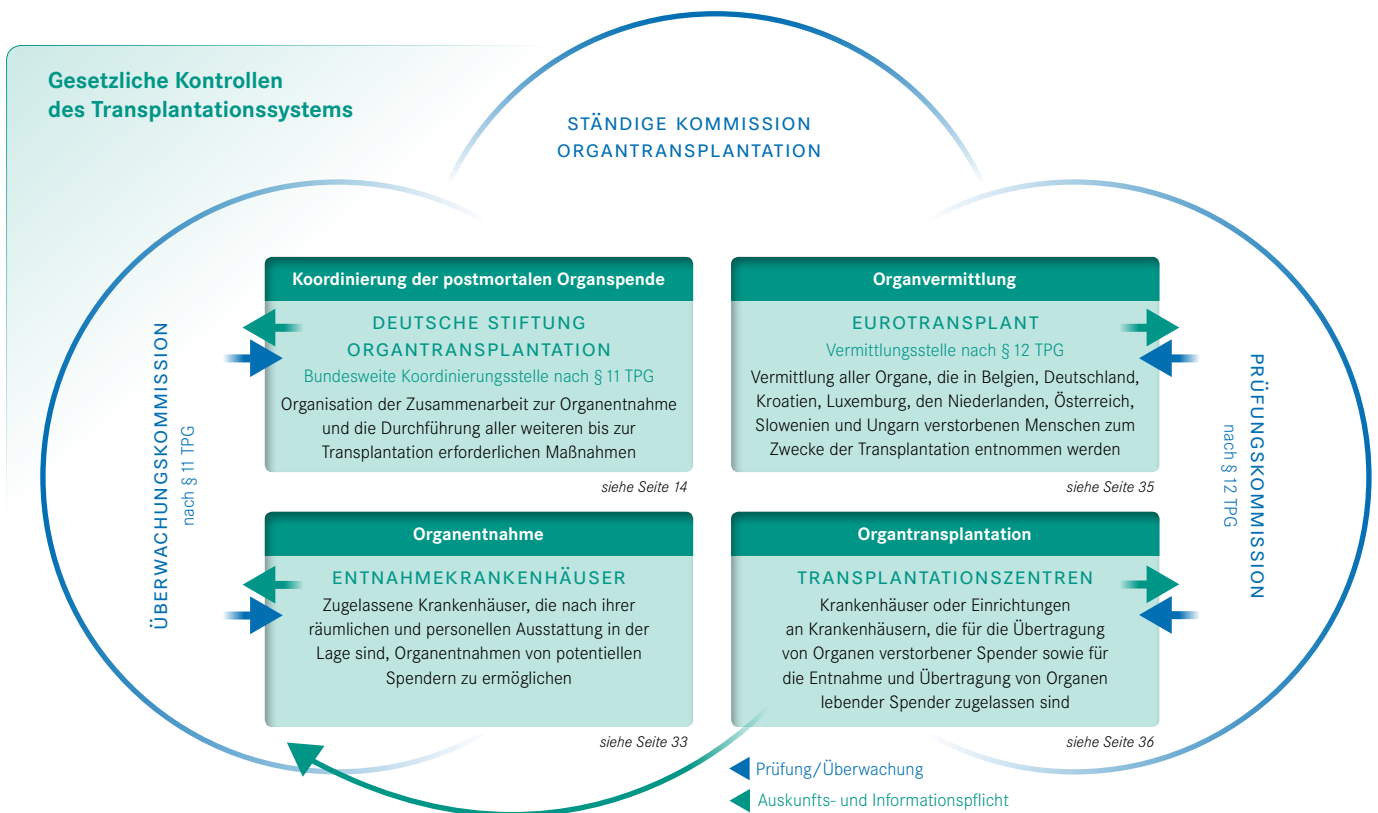 Gesetzliche Kontrollen
des Transplantationssystems
STÄNDIGE KOMMISSION
ORGANTRANSPLANTATION
ÜBERWACHUNGSKOMMISSION
nach § 11 TPG
Koordinierung der postmortalen Organspende
DEUTSCHE STIFTUNG
ORGANTRANSPLANTATION
Bundesweite Koordinierungsstelle nach § 11 TPG
Organisation der Zusammenarbeit zur Organentnahme
und die Durchführung aller weiteren bis zur
Transplantation erforderlichen Maßnahmen
siehe Seite 14
Organvermittlung
EUROTRANSPLANT
Vermittlungsstelle nach § 12 TPG
Vermittlung aller Organe, die in Belgien, Deutschland,
Kroatien, Luxemburg, den Niederlanden, Österreich,
Slowenien und Ungarn verstorbenen Menschen zum
Zwecke der Transplantation entnommen werden
siehe Seite 35
Organentnahme
ENTNAHMEKRANKENHÄUSER
Zugelassene Krankenhäuser, die nach ihrer
räumlichen und personellen Ausstattung in der
Lage sind, Organentnahmen von potentiellen
Spendern zu ermöglichen
siehe Seite 33
Organtransplantation
TRANSPLANTATIONSZENTREN
Krankenhäuser oder Einrichtungen
an Krankenhäusern, die für die Übertragung
von Organen verstorbener Spender sowie für
die Entnahme und Übertragung von Organen
lebender Spender zugelassen sind
siehe Seite 36
PRÜFUNGSKOMMISSION
nach § 12 TPG
Prüfung/Überwachung
Auskunfts- und Informationspflicht